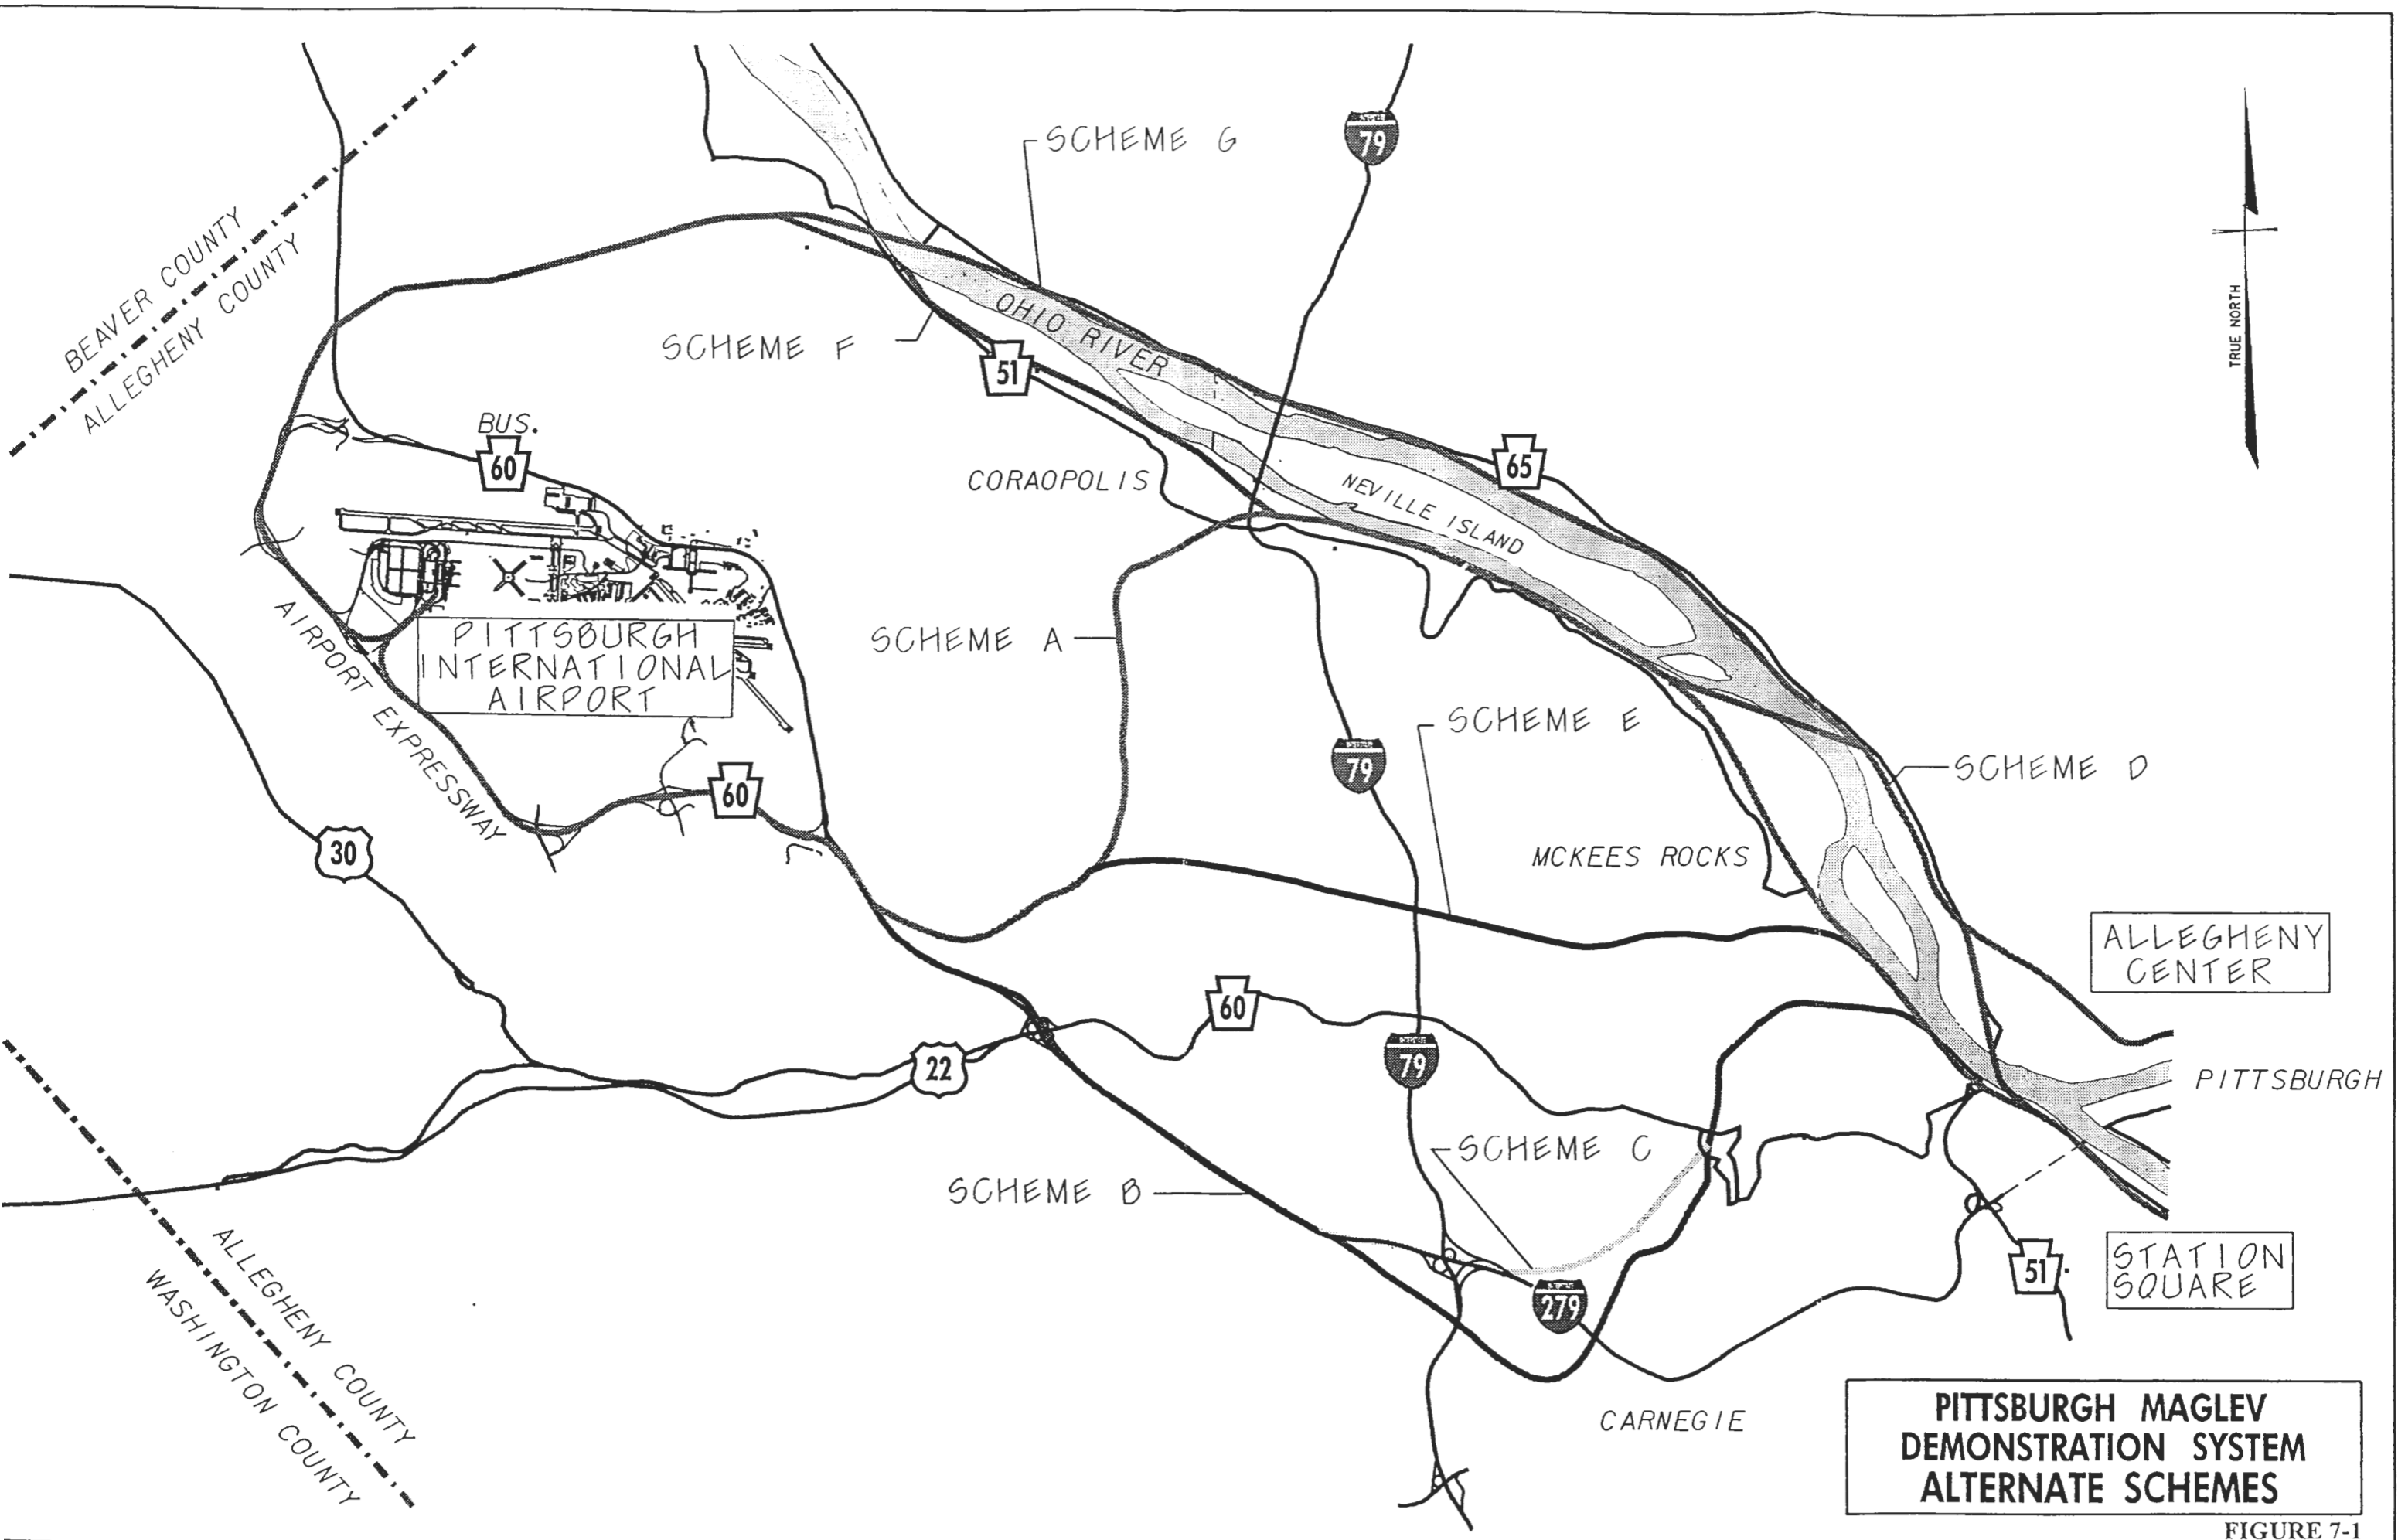 SCHEME G
79
BEAVER COUNTY
ALLEGHENY COUNTY
TRUE NORTH
OHIO RIVER
SCHEME F
51
BUS.
60
65
CORAOPOLIS
NEVILLE ISLAND
AIRPORT EXPRESSWAY
PITTSBURGH
INTERNATIONAL
AIRPORT
SCHEME A
SCHEME E
79
SCHEME D
60
30
MCKEES ROCKS
ALLEGHENY
CENTER
60
79
22
PITTSBURGH
SCHEME C
SCHEME B
ALLEGHENY COUNTY
WASHINGTON COUNTY
STATION
SQUARE
51
279
CARNEGIE
PITTSBURGH MAGLEV
DEMONSTRATION SYSTEM
ALTERNATE SCHEMES
FIGURE 7-1